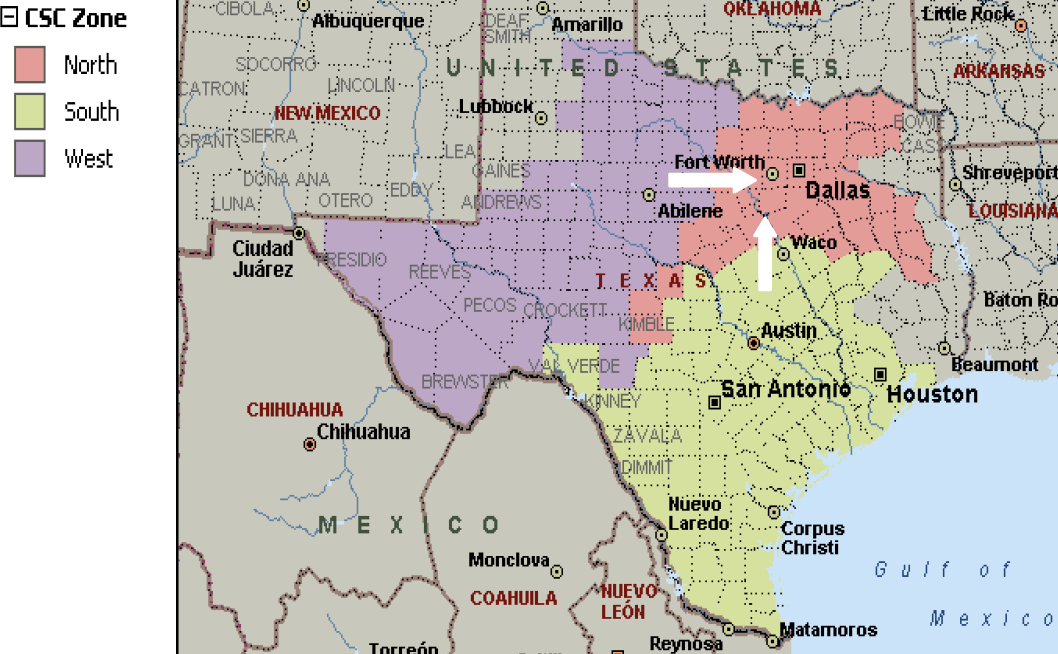 CSC Zone
North
South
West
CIBOLA
Albuquerque
DEAF
SMITH
Amarillo
OKLAHOMA
Little Rock
SOCORRO
UNITED STATES
ARKANSAS
CATRON
LINCOLN
NEW MEXICO
Lubbock
BOWIE
GRANT
SIERRA
CASS
LEA
Fort Worth
GAINES
Shreveport
DONA ANA
EDDY
Dallas
LUNA
OTERO
ANDREWS
Abilene
LOUISIANA
Ciudad
Juárez
Waco
PRESIDIO
REEVES
TEXAS
PECOS
CROCKETT
Baton Ro
KIMBLE
Austin
VAL VERDE
Beaumont
BREWSTER
San Antonio
Houston
KINNEY
CHIHUAHUA
Chihuahua
ZAVALA
DIMMIT
Nuevo
Laredo
MEXICO
Corpus
Christi
Monclova
Gulf of
Mexico
COAHUILA
NUEVO
LEÓN
Matamoros
Reynosa
Torreón